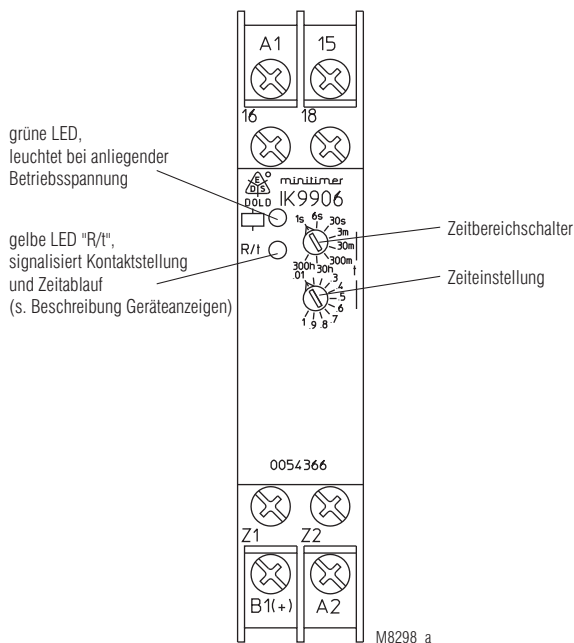 A1 15
16 18
grüne LED,
leuchtet bei anliegender
Betriebsspannung
E D S
DOLD
minitimer
IK9906
gelbe LED "R/t",
signalisiert Kontaktstellung
und Zeitablauf
(s. Beschreibung Geräteanzeigen)
R/t
1s 6s 30s 3m 30m 300m 30h 300h
t
Zeitbereichschalter
.01 .3 .4 .5 .6 .7 .8 .9 1
Zeiteinstellung
0054366
Z1 Z2
B1(+) A2
M8298_a